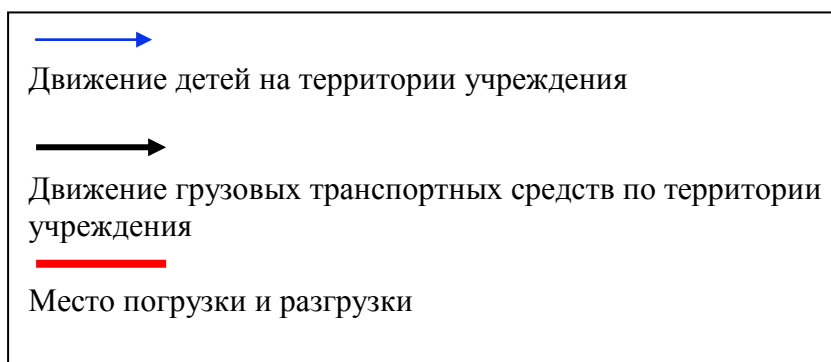 Движение детей на территории учреждения
Движение грузовых транспортных средств по территории
учреждения
Место погрузки и разгрузки